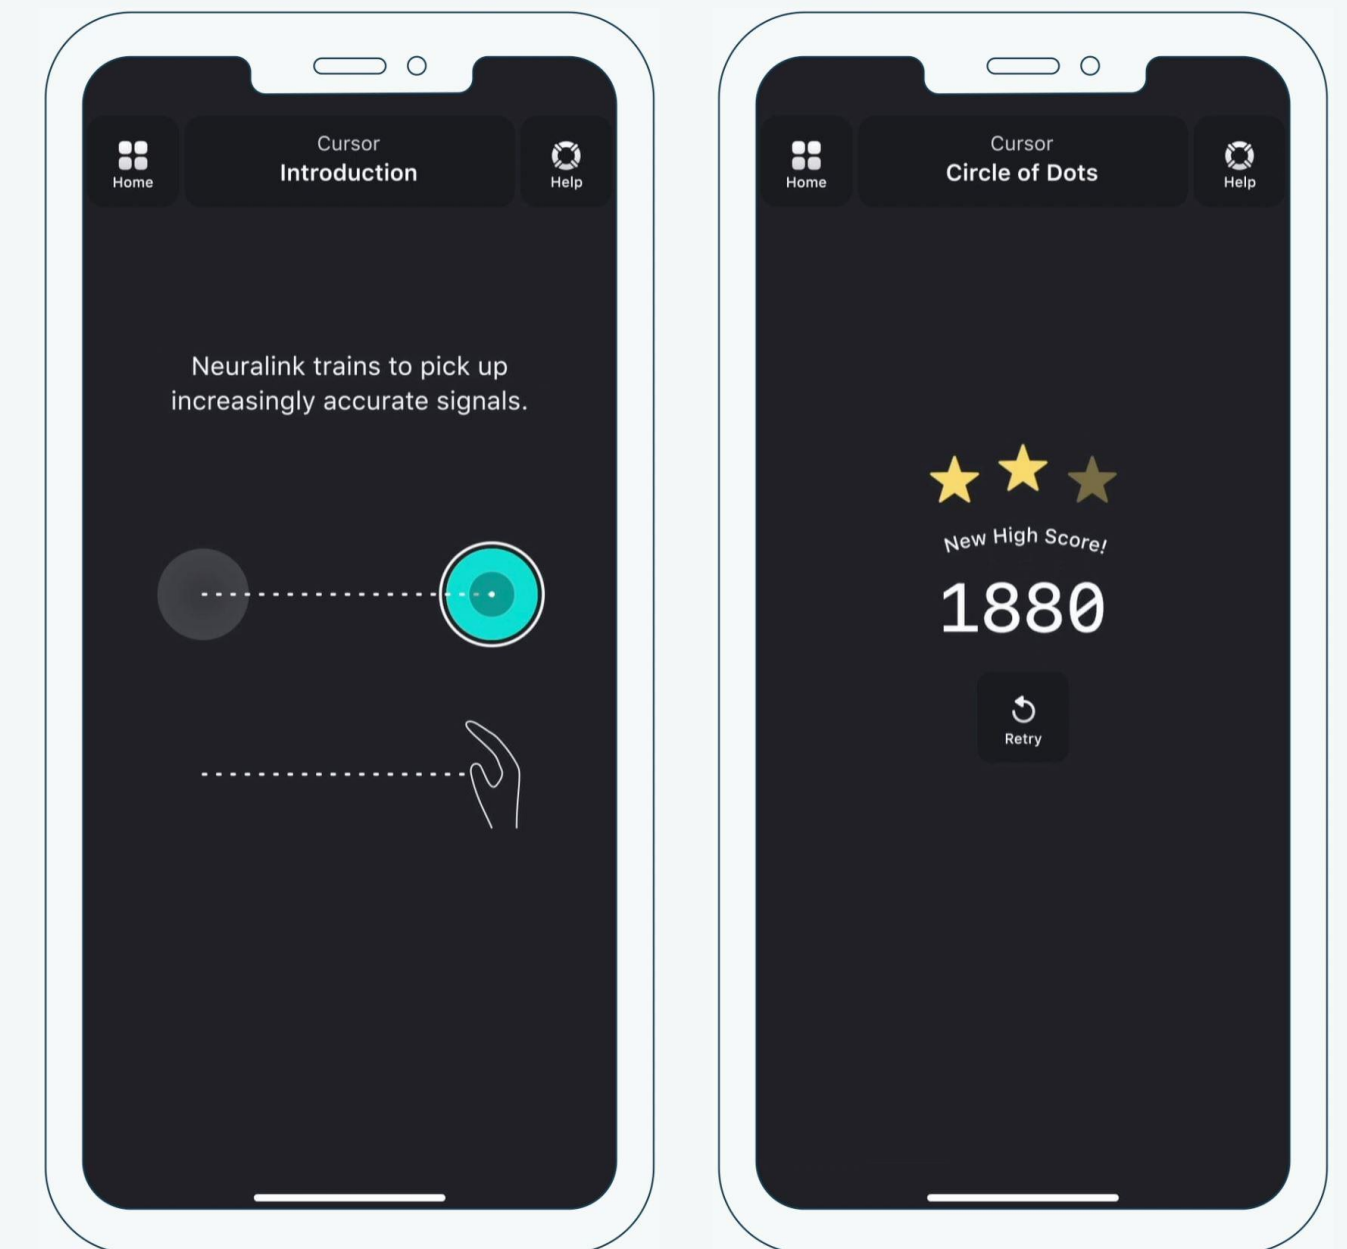 Home
Cursor
Introduction
Help
Neuralink trains to pick up
increasingly accurate signals.
Home
Cursor
Circle of Dots
Help
New High Score!
1880
Retry